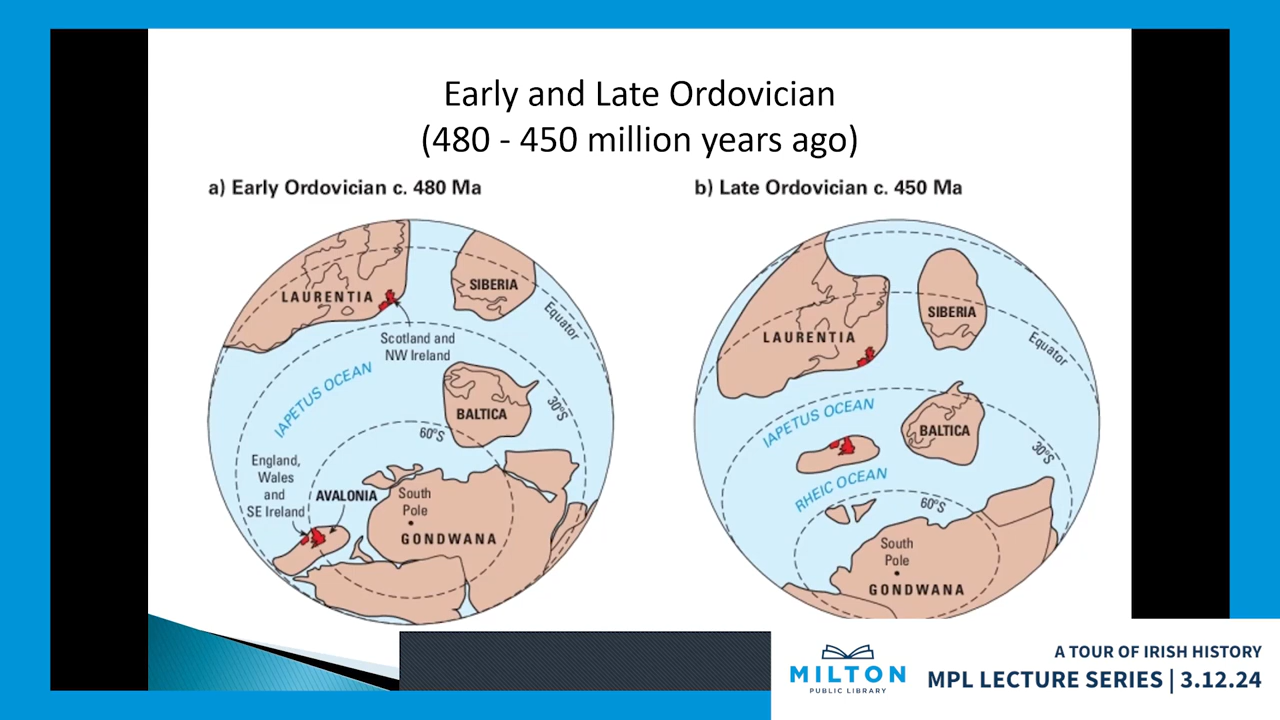 Early and Late Ordovician
(480 - 450 million years ago)
a) Early Ordovician c. 480 Ma
LAURENTIA
SIBERIA
Equator
Scotland and
NW Ireland
IAPETUS OCEAN
BALTICA
30°S
60°S
England,
Wales
and
SE Ireland
AVALONIA
South
Pole
GONDWANA
b) Late Ordovician c. 450 Ma
SIBERIA
LAURENTIA
Equator
IAPETUS OCEAN
BALTICA
30°S
RHEIC OCEAN
60°S
South
Pole
GONDWANA
MILTON
PUBLIC LIBRARY
A TOUR OF IRISH HISTORY
MPL LECTURE SERIES | 3.12.24